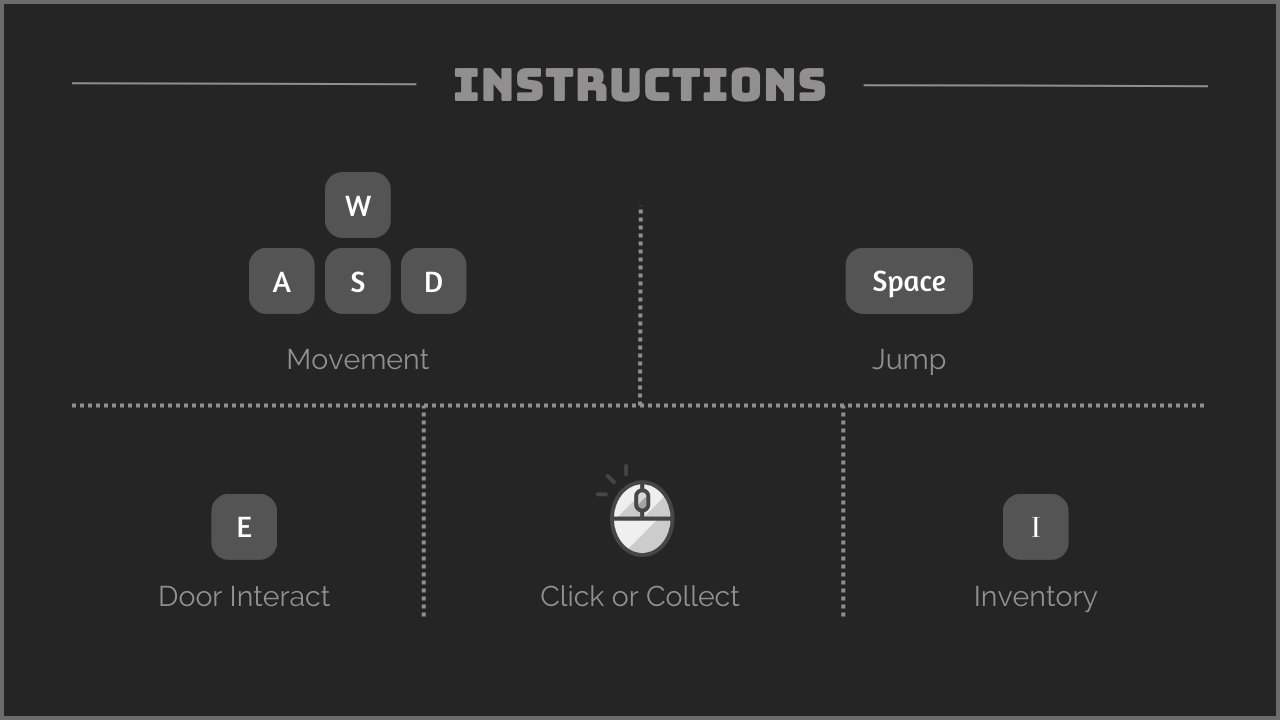 INSTRUCTIONS
W
A S D
Space
Movement
Jump
E
I
Door Interact
Click or Collect
Inventory